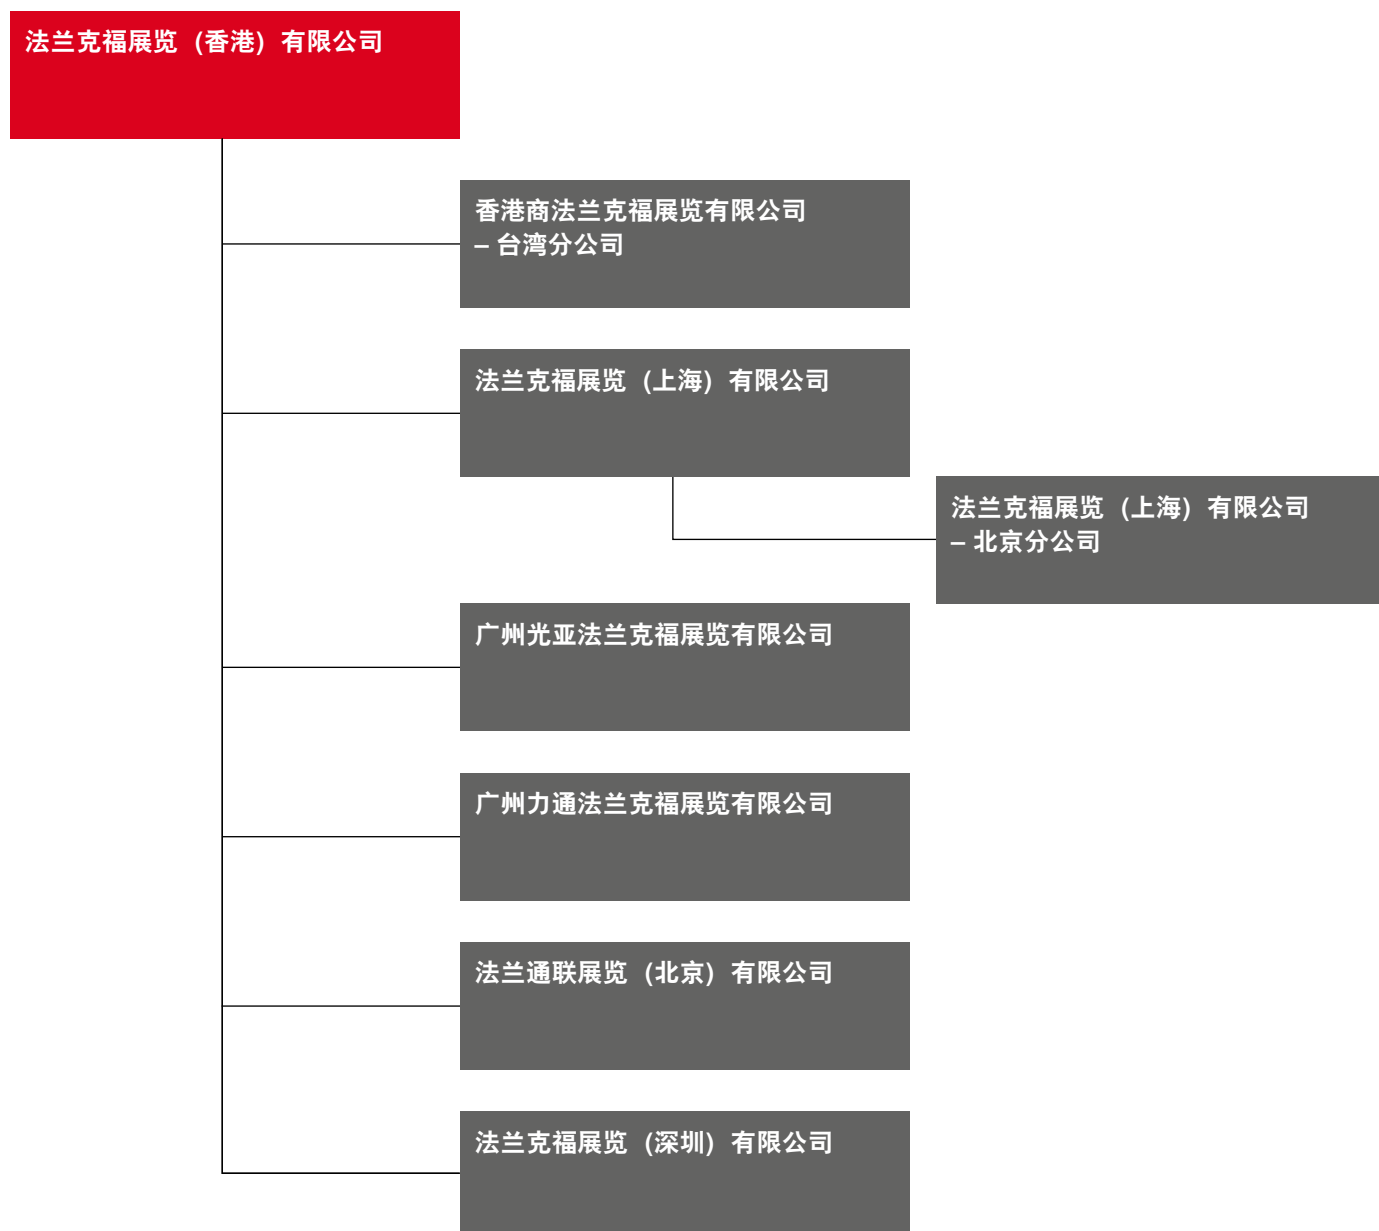 法兰克福展览 (香港) 有限公司
香港商法兰克福展览有限公司
– 台湾分公司
法兰克福展览 (上海) 有限公司
法兰克福展览 (上海) 有限公司
– 北京分公司
广州光亚法兰克福展览有限公司
广州力通法兰克福展览有限公司
法兰通联展览 (北京) 有限公司
法兰克福展览 (深圳) 有限公司